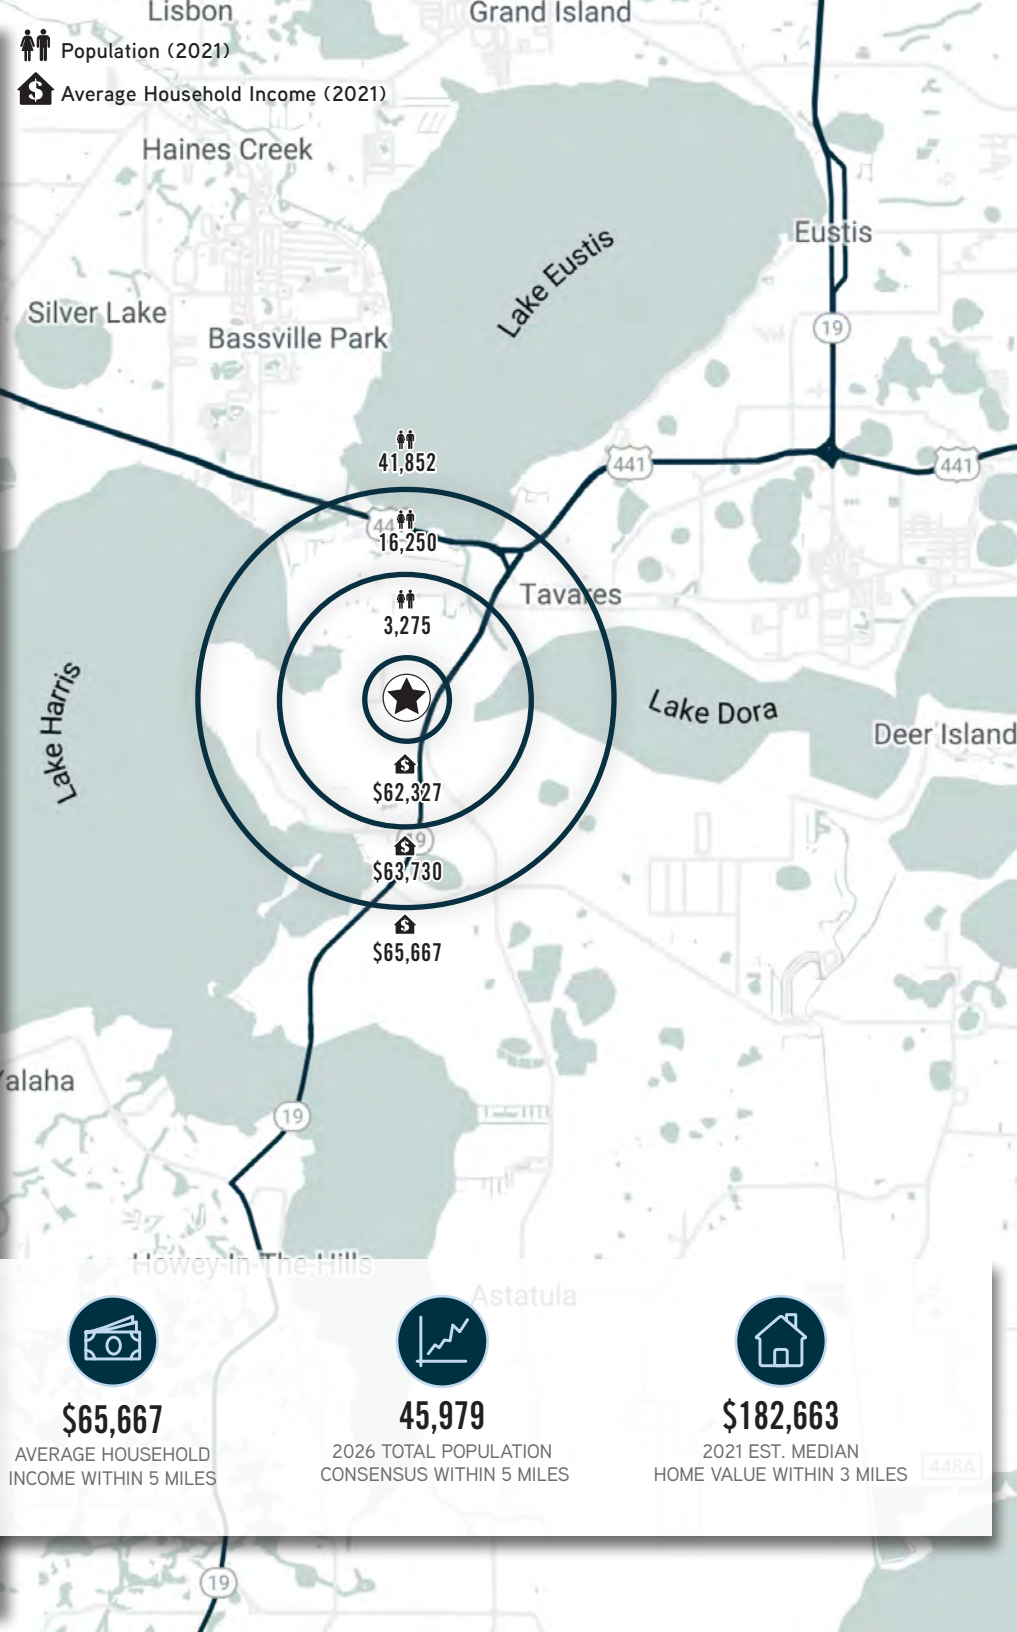 Lisbon
Grand Island
Population (2021)
Average Household Income (2021)
Haines Creek
Eustis
Lake Eustis
Silver Lake
Bassville Park
19
41,852
441
441
44
16,250
Tavares
3,275
Lake Harris
Lake Dora
Deer Island
$62,327
19
$63,730
$65,667
alaha
19
Howey-In-The-Hills
Astatula
$65,667
AVERAGE HOUSEHOLD
INCOME WITHIN 5 MILES
45,979
2026 TOTAL POPULATION
CONSENSUS WITHIN 5 MILES
$182,663
2021 EST. MEDIAN
HOME VALUE WITHIN 3 MILES
448A
19